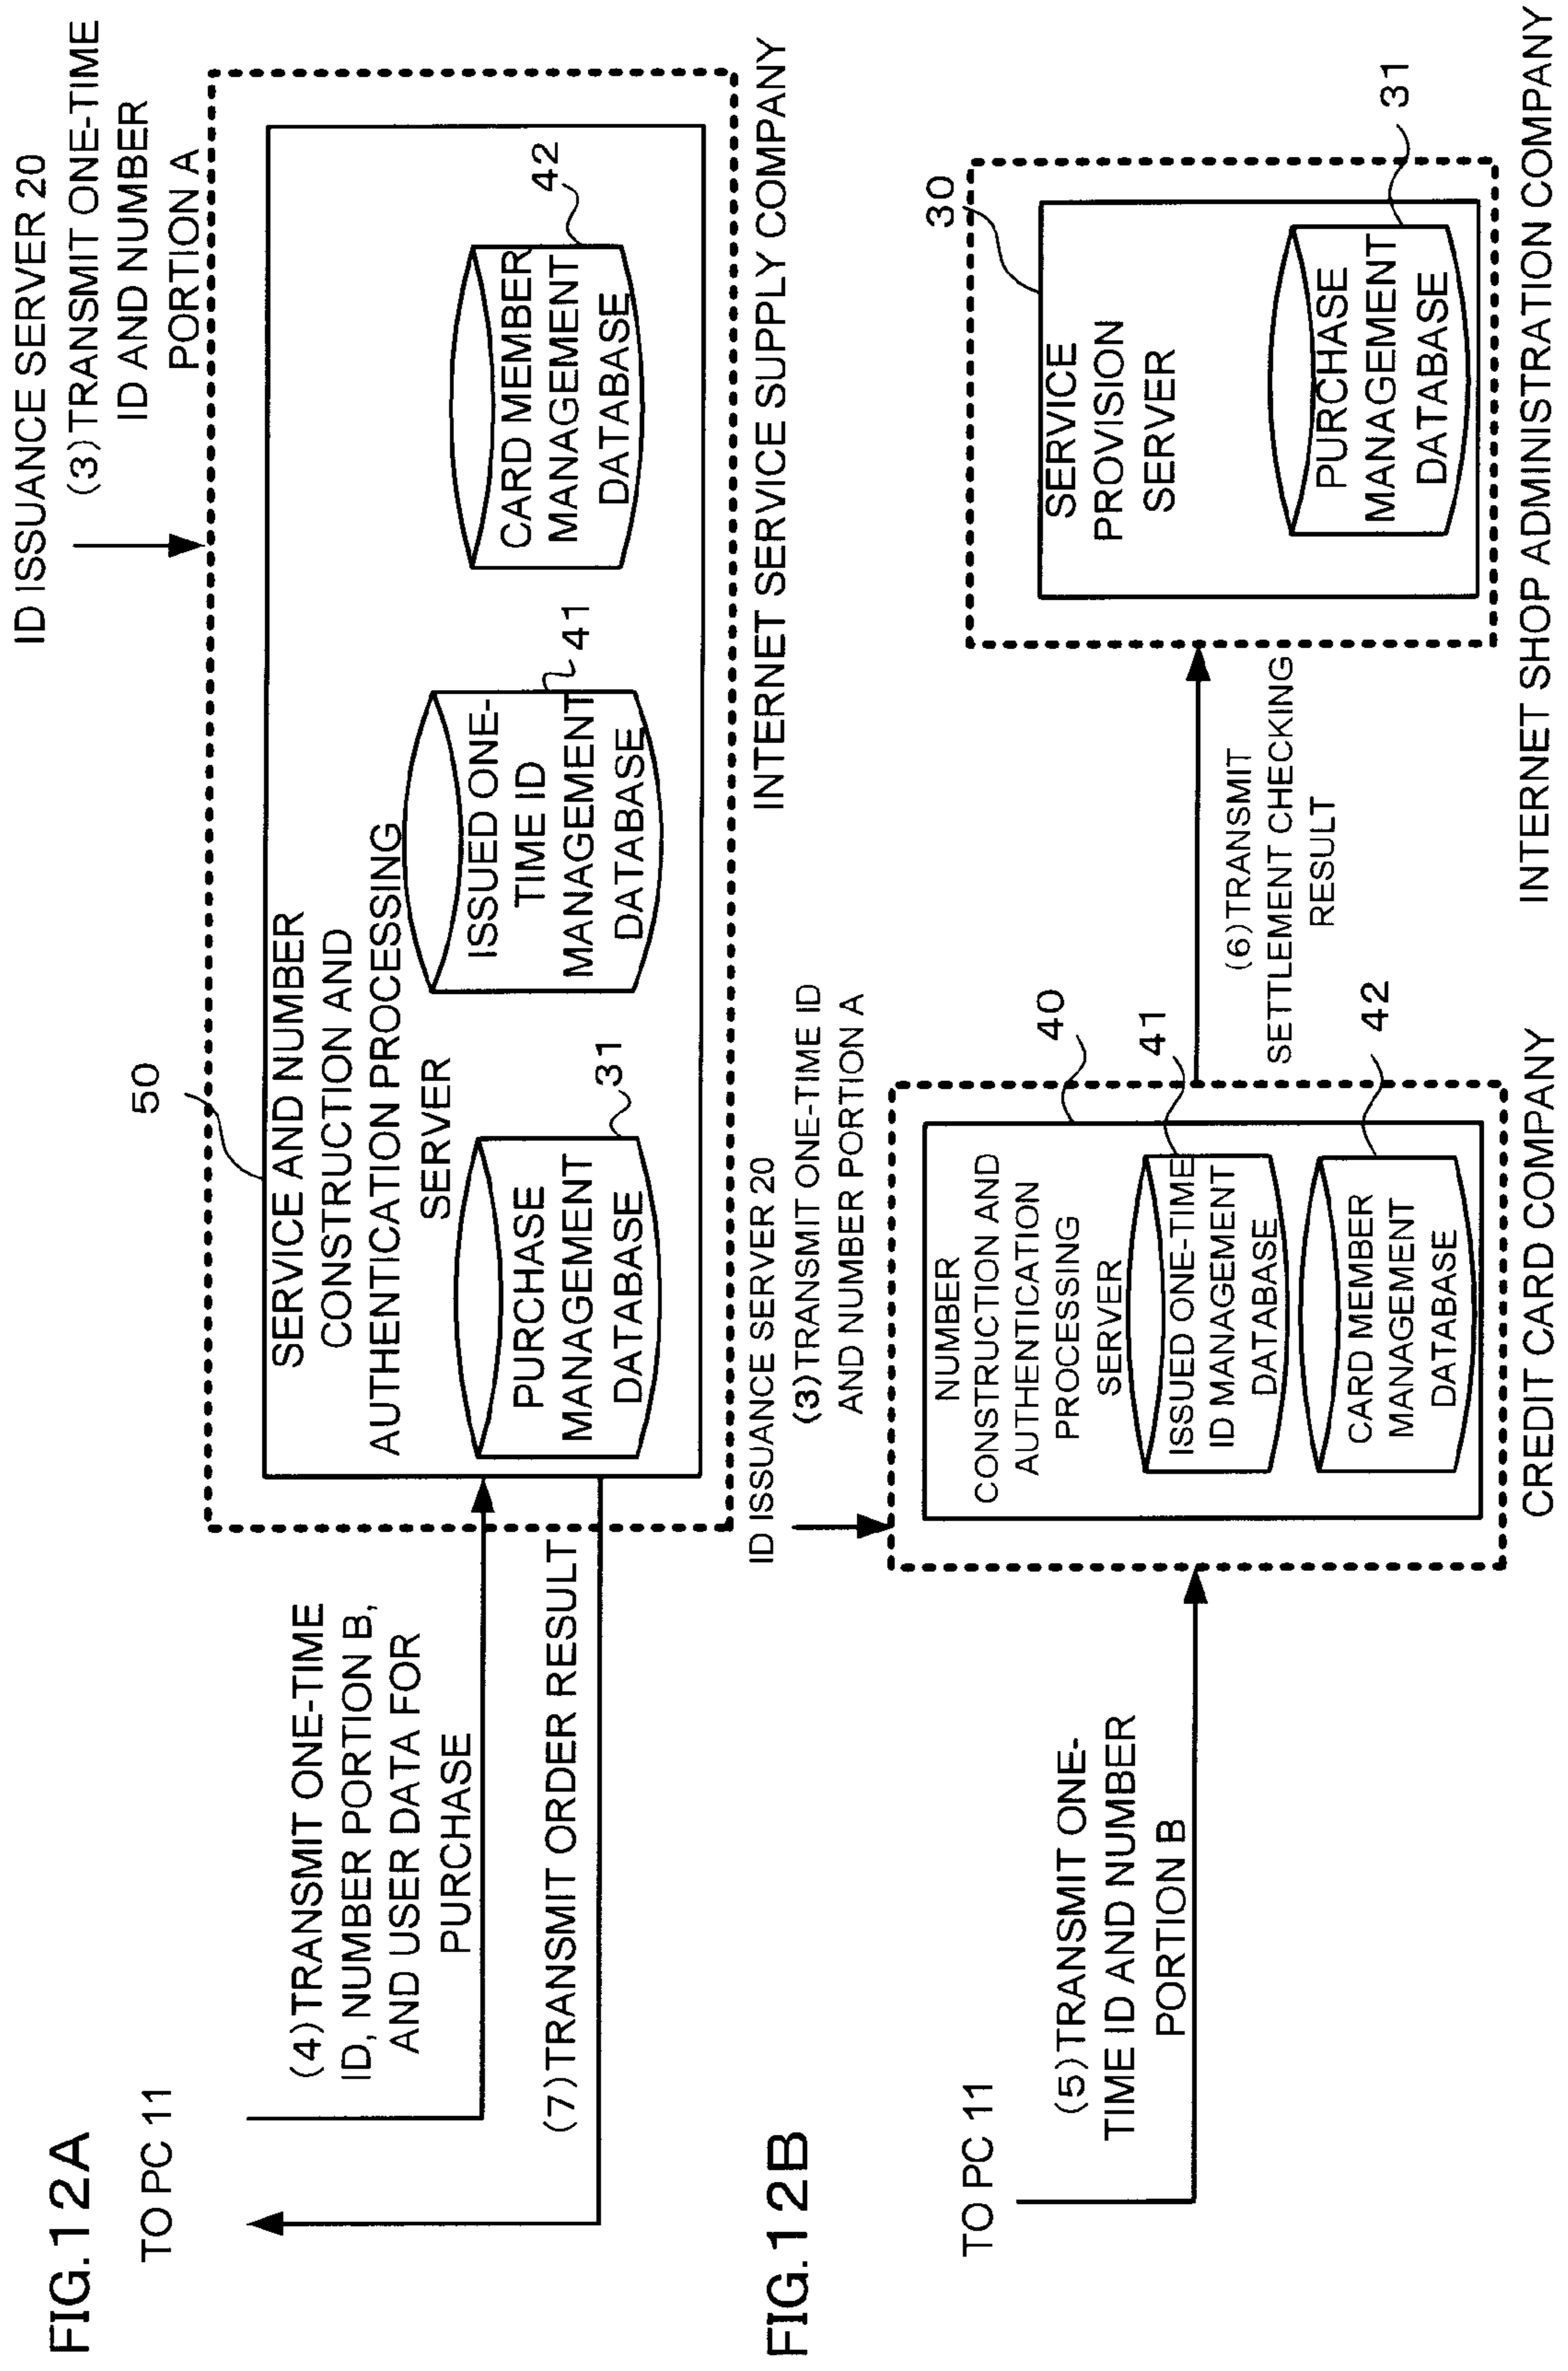 FIG.12A
TO PC 11
(4)TRANSMIT ONE-TIME
ID, NUMBER PORTION B,
AND USER DATA FOR
PURCHASE
(7)TRANSMIT ORDER RESULT
50
SERVICE AND NUMBER
CONSTRUCTION AND
AUTHENTICATION PROCESSING
SERVER
PURCHASE
MANAGEMENT
DATABASE
31
ISSUED ONE-
TIME ID
MANAGEMENT
DATABASE
41
CARD MEMBER
MANAGEMENT
DATABASE
42
ID ISSUANCE SERVER 20
(3)TRANSMIT ONE-TIME
ID AND NUMBER
PORTION A
INTERNET SERVICE SUPPLY COMPANY
FIG.12B
TO PC 11
(5)TRANSMIT ONE-
TIME ID AND NUMBER
PORTION B
ID ISSUANCE SERVER 20
(3)TRANSMIT ONE-TIME ID
AND NUMBER PORTION A
40
NUMBER
CONSTRUCTION AND
AUTHENTICATION
PROCESSING
SERVER
41
ISSUED ONE-TIME
ID MANAGEMENT
DATABASE
42
CARD MEMBER
MANAGEMENT
DATABASE
CREDIT CARD COMPANY
(6)TRANSMIT
SETTLEMENT CHECKING
RESULT
30
SERVICE
PROVISION
SERVER
PURCHASE
MANAGEMENT
DATABASE
31
INTERNET SHOP ADMINISTRATION COMPANY